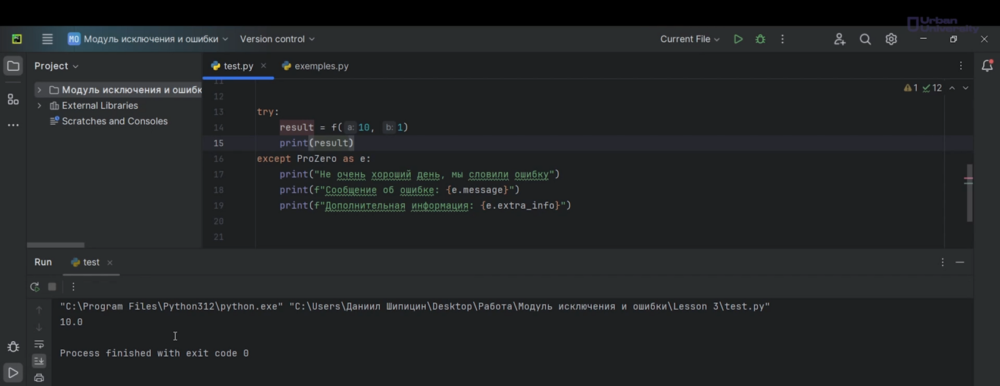 Urban
University
PC
MO Модуль исключения и ошибки Version control Current File
Project test.py exemples.py
Модуль исключения и ошибк
External Libraries
Scratches and Consoles
1 12
11
12
13 try:
14 result = f( a: 10, b: 1)
15 print(result)
16 except ProZero as e:
17 print("Не очень хороший день, мы словили ошибку")
18 print(f"Сообщение об ошибке: {e.message}")
19 print(f"Дополнительная информация: {e.extra_info}")
20
21
Run test
"C:\Program Files\Python312\python.exe" "C:\Users\Даниил Шипицин\Desktop\Работа\Модуль исключения и ошибки\Lesson 3\test.py"
10.0
Process finished with exit code 0